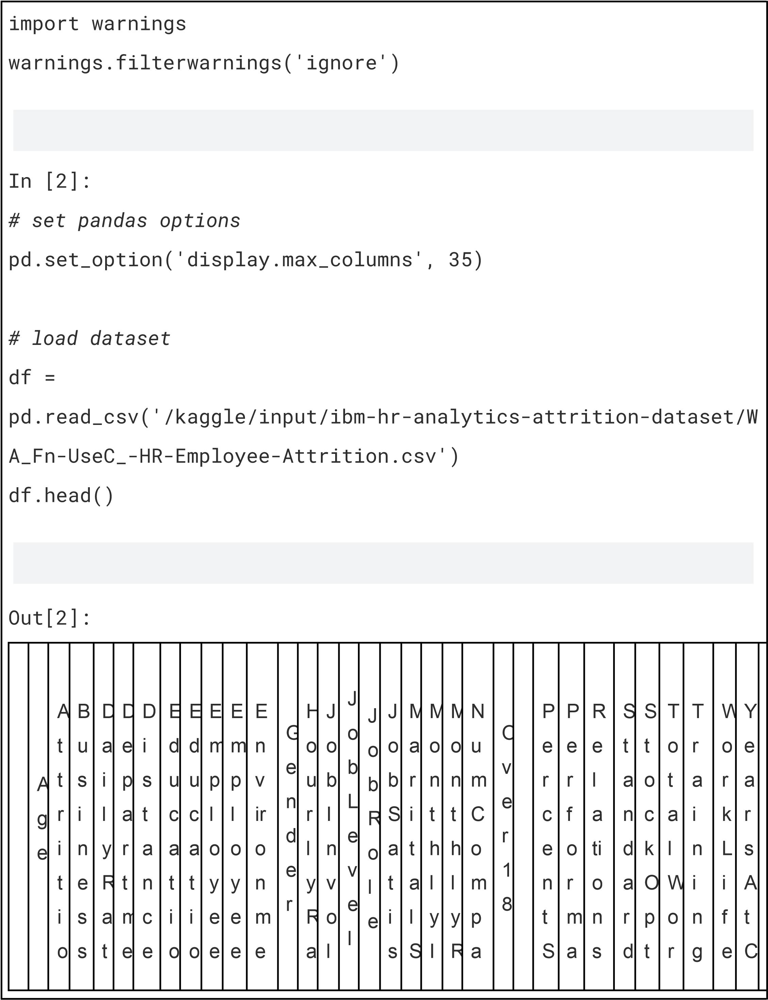 import warnings
warnings.filterwarnings('ignore')
In [2]:
# set pandas options
pd.set_option('display.max_columns', 35)
# load dataset
df =
pd.read_csv('/kaggle/input/ibm-hr-analytics-attrition-dataset/W
A_Fn-UseC_-HR-Employee-Attrition.csv')
df.head()
Out[2]:
Age
Attritio
Business
DailyRat
Departme
Distance
Educatio
Educatio
Employee
Employee
Environme
Gender
HourlyRa
JobInvol
JobLevel
JobRole
JobSatis
MaritalS
MonthlyI
MonthlyR
NumCompa
Over18
PercentS
Performa
Relations
Standard
StockOpt
TotalWor
Training
WorkLife
YearsAtC